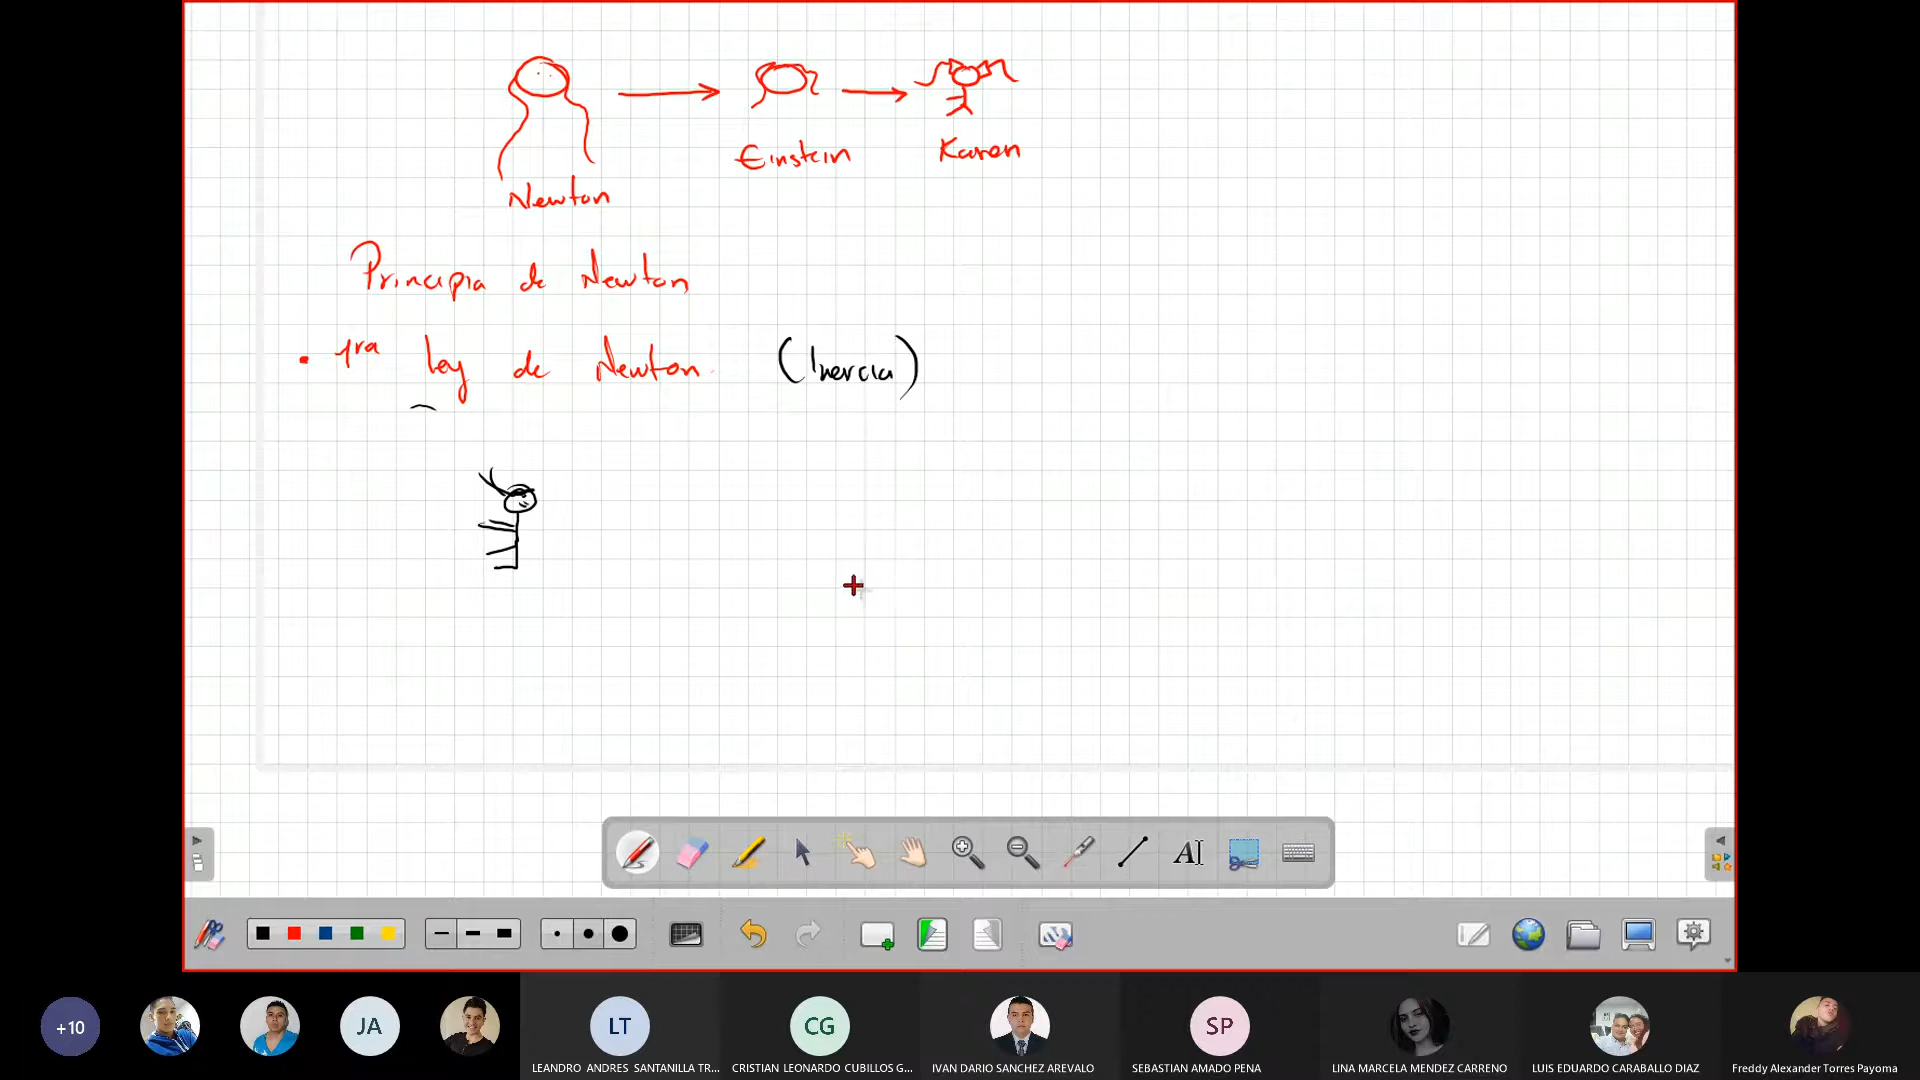 Newton
Einstein
Karen
Principia de Newton
• 1ra Ley de Newton (Inercia)
AI
+10
JA
LT
CG
SP
LEANDRO ANDRES SANTANILLA TR...
CRISTIAN LEONARDO CUBILLOS G...
IVAN DARIO SANCHEZ AREVALO
SEBASTIAN AMADO PENA
LINA MARCELA MENDEZ CARRENO
LUIS EDUARDO CARABALLO DIAZ
Freddy Alexander Torres Payoma